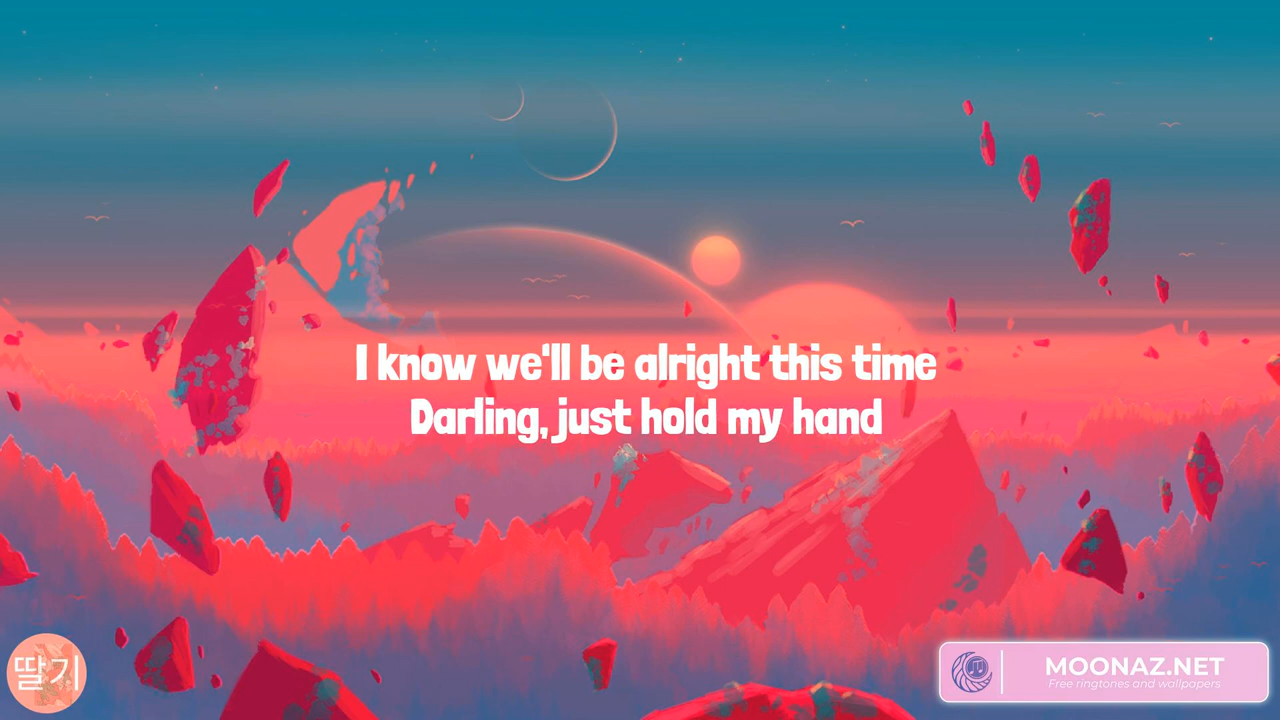 I know we'll be alright this time
Darling, just hold my hand
딸기
MOONAZ.NET
Free ringtones and wallpapers